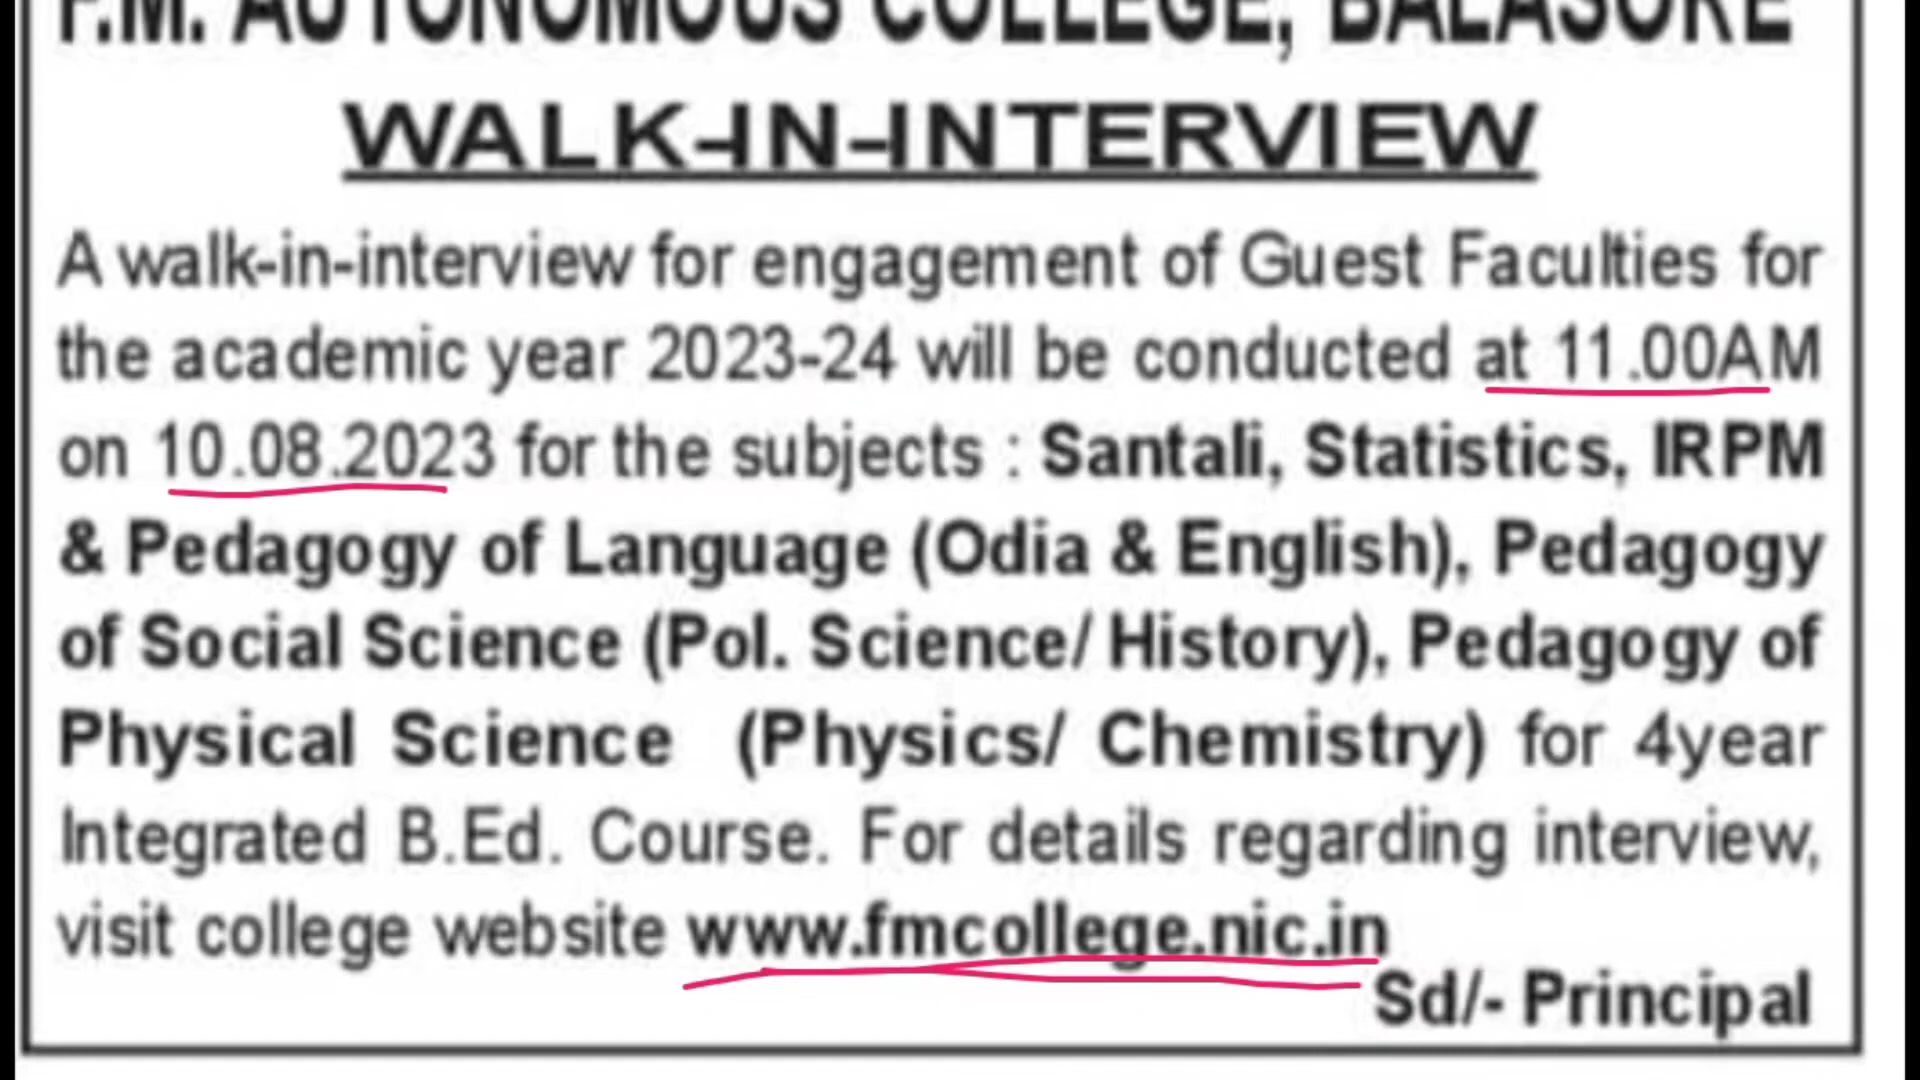 F.M. AUTONOMOUS COLLEGE, BALASORE
WALK-IN-INTERVIEW
A walk-in-interview for engagement of Guest Faculties for
the academic year 2023-24 will be conducted at 11.00AM
on 10.08.2023 for the subjects : Santali, Statistics, IRPM
& Pedagogy of Language (Odia & English), Pedagogy
of Social Science (Pol. Science/ History), Pedagogy of
Physical Science (Physics/ Chemistry) for 4year
Integrated B.Ed. Course. For details regarding interview,
visit college website www.fmcollege.nic.in
Sd/- Principal